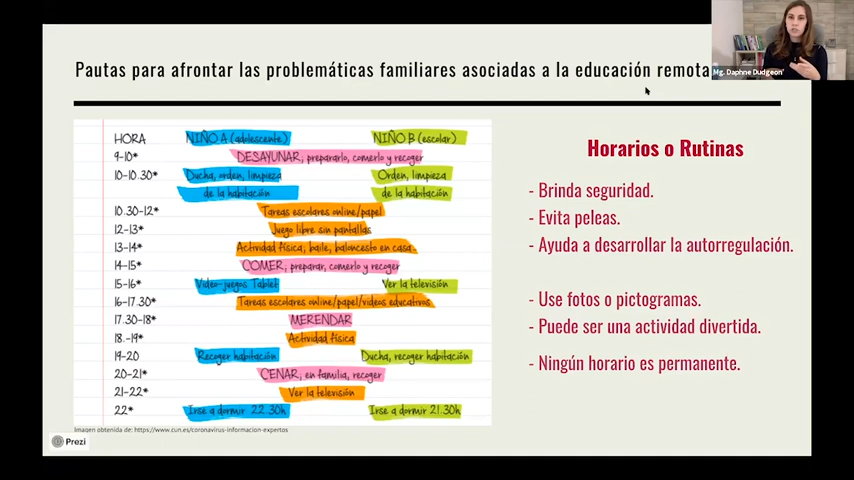 Mg. Daphne Dudgeon
Pautas para afrontar las problemáticas familiares asociadas a la educación remota
HORA NIÑO A (adolescente) NIÑO B (escolar)
9-10* DESAYUNAR, prepararlo, comerlo y recoger
10-10.30* Ducha, orden, limpieza Orden, limpieza
de la habitación de la habitación
10.30-12* Tareas escolares online/papel
12-13* Juego libre sin pantallas
13-14* Actividad física; baile, baloncesto en casa...
14-15* COMER; preparar, comerlo y recoger
15-16* Video-juegos Tablet Ver la televisión
16-17.30* Tareas escolares online/papel/videos educativos
17.30-18* MERENDAR
18.-19* Actividad física
19-20 Recoger habitación Ducha, recoger habitación
20-21* CENAR; en familia, recoger
21-22* Ver la televisión
22* Irse a dormir 22.30h Irse a dormir 21.30h
Imagen obtenida de: https://www.cun.es/coronavirus-informacion-expertos
Prezi
Horarios o Rutinas
- Brinda seguridad.
- Evita peleas.
- Ayuda a desarrollar la autorregulación.
- Use fotos o pictogramas.
- Puede ser una actividad divertida.
- Ningún horario es permanente.